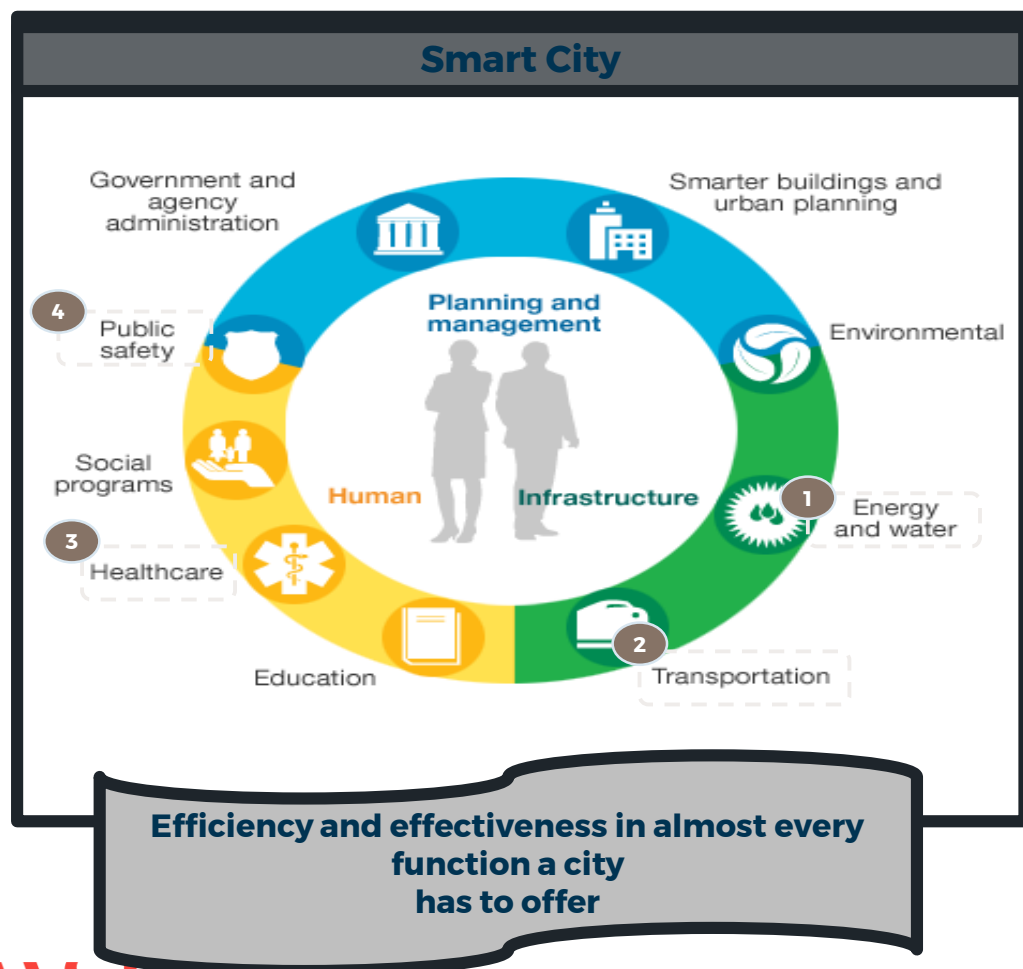 Smart City
Government and
agency
administration
Smarter buildings and
urban planning
Planning and
management
4
Public
safety
Environmental
Social
programs
Human
Infrastructure
1
Energy
and water
3
Healthcare
2
Education
Transportation
Efficiency and effectiveness in almost every
function a city
has to offer